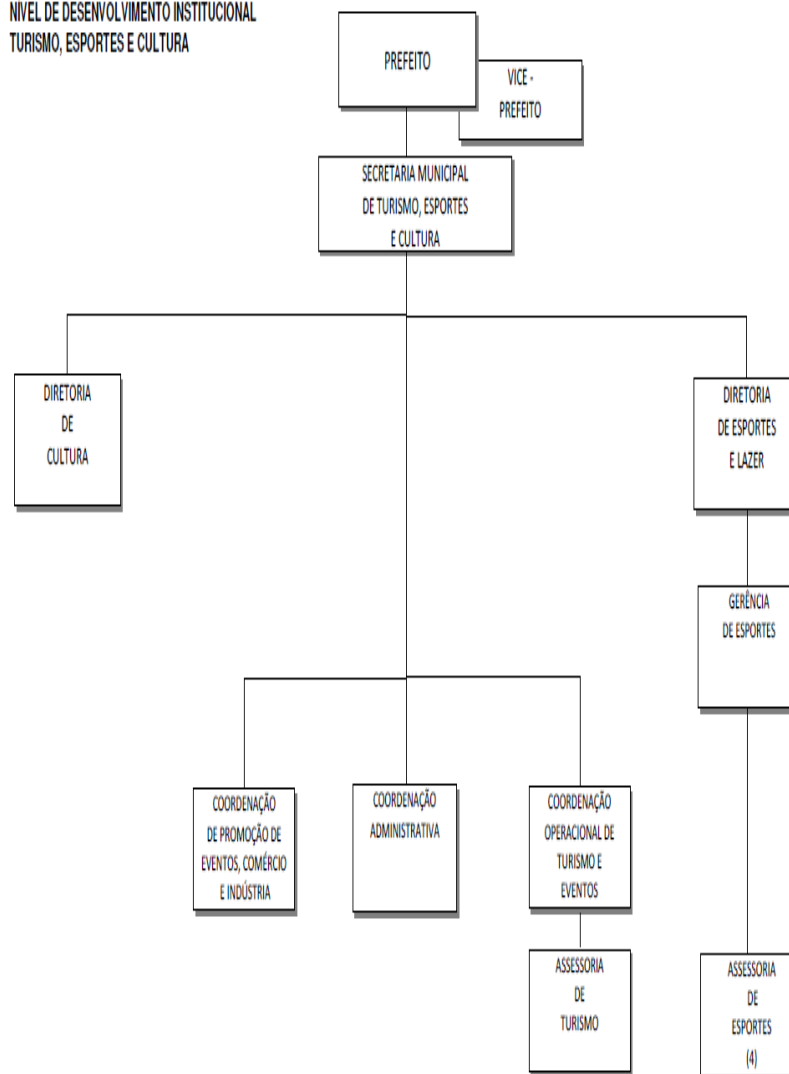 NÍVEL DE DESENVOLVIMENTO INSTITUCIONAL
TURISMO, ESPORTES E CULTURA
PREFEITO
VICE -
PREFEITO
SECRETARIA MUNICIPAL
DE TURISMO, ESPORTES
E CULTURA
DIRETORIA
DE
CULTURA
DIRETORIA
DE ESPORTES
E LAZER
GERÊNCIA
DE ESPORTES
COORDENAÇÃO
DE PROMOÇÃO DE
EVENTOS, COMÉRCIO
E INDÚSTRIA
COORDENAÇÃO
ADMINISTRATIVA
COORDENAÇÃO
OPERACIONAL DE
TURISMO E
EVENTOS
ASSESSORIA
DE
TURISMO
ASSESSORIA
DE
ESPORTES
(4)